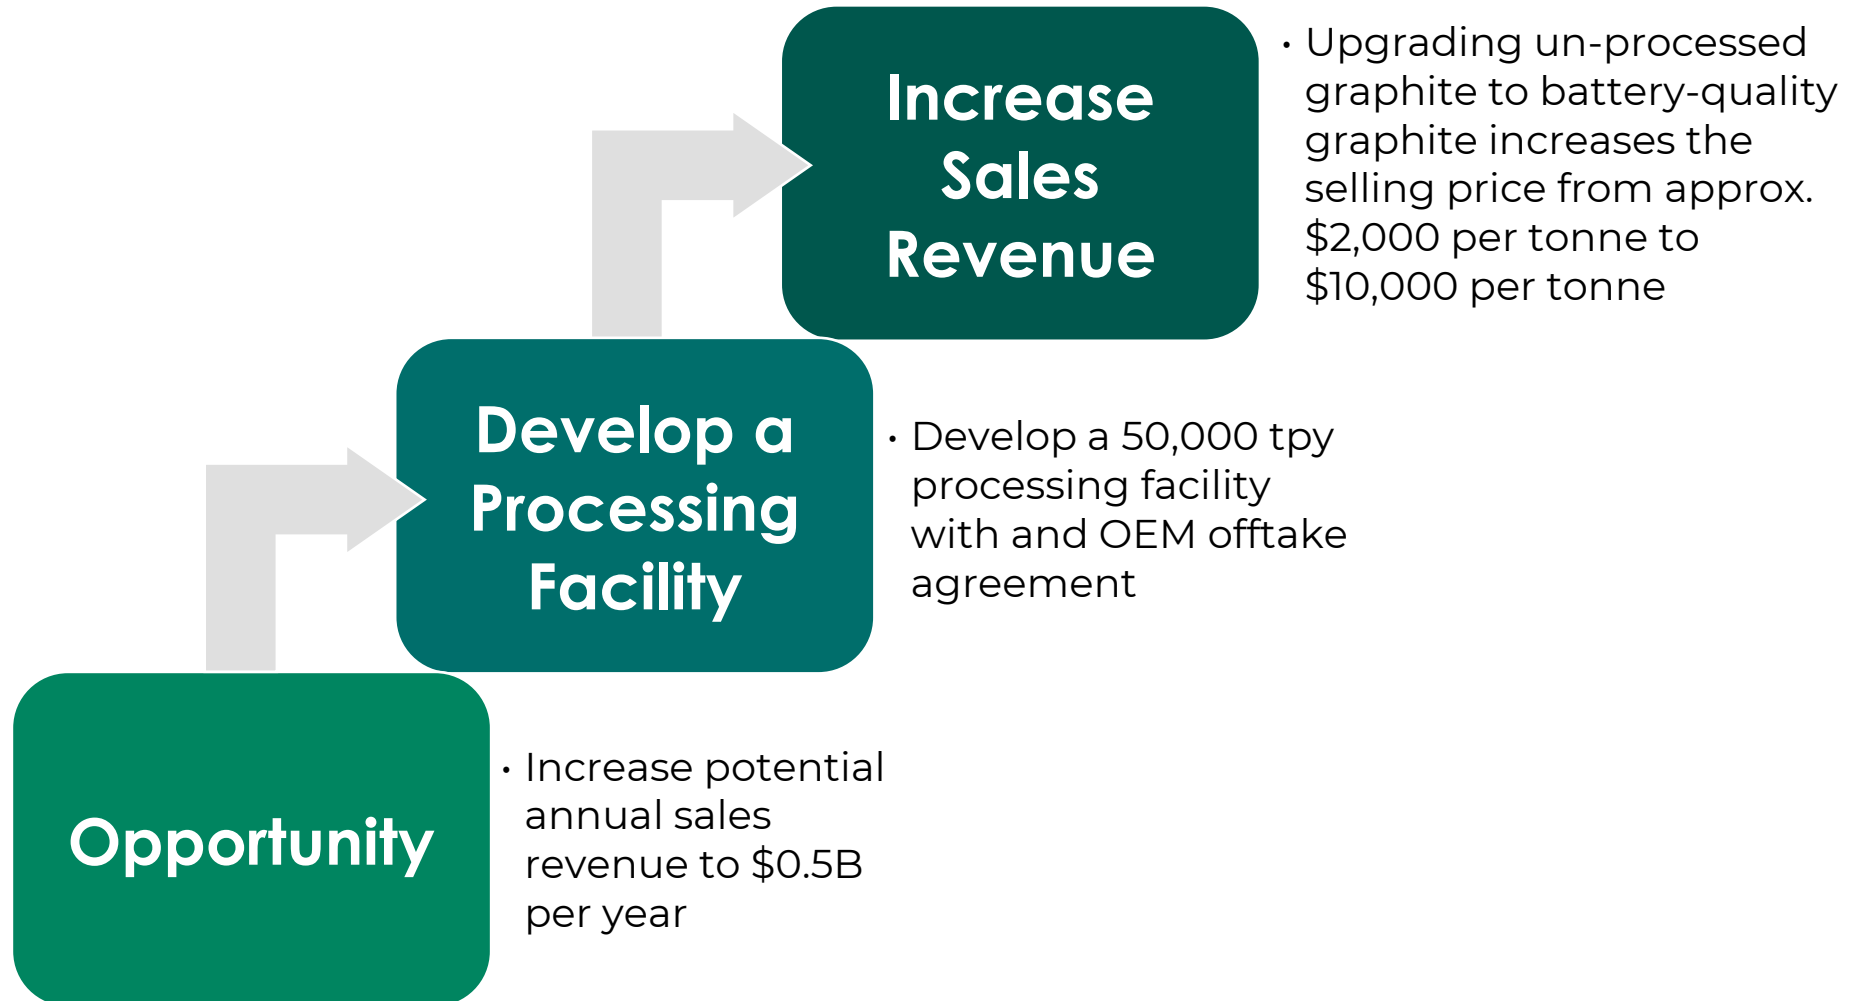 Increase
Sales
Revenue
· Upgrading un-processed
graphite to battery-quality
graphite increases the
selling price from approx.
$2,000 per tonne to
$10,000 per tonne
Develop a
Processing
Facility
· Develop a 50,000 tpy
processing facility
with and OEM offtake
agreement
Opportunity
· Increase potential
annual sales
revenue to $0.5B
per year